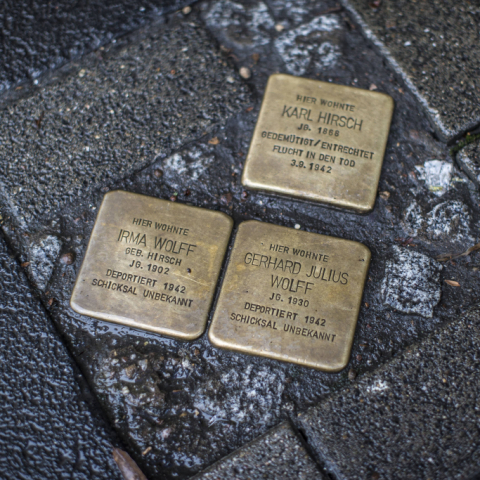 HIER WOHNTE
KARL HIRSCH
JG. 1868
GEDEMÜTIGT/ENTRECHTET
FLUCHT IN DEN TOD
3.9.1942
HIER WOHNTE
IRMA WOLFF
GEB. HIRSCH
JG. 1902
DEPORTIERT 1942
SCHICKSAL UNBEKANNT
HIER WOHNTE
GERHARD JULIUS
WOLFF
JG. 1930
DEPORTIERT 1942
SCHICKSAL UNBEKANNT